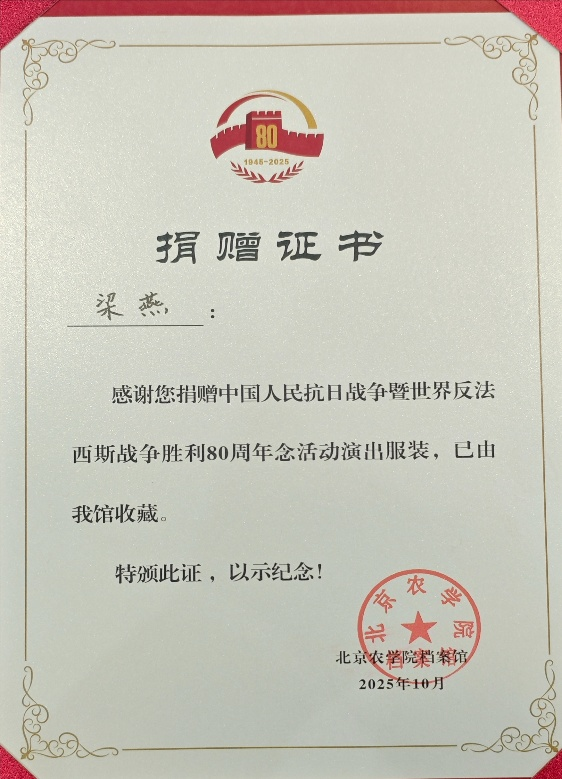 80
1945-2025
捐赠证书
梁燕：
感谢您捐赠中国人民抗日战争暨世界反法
西斯战争胜利80周年念活动演出服装，已由
我馆收藏。
特颁此证，以示纪念！
北京农学院
档案馆
北京农学院档案馆
2025年10月